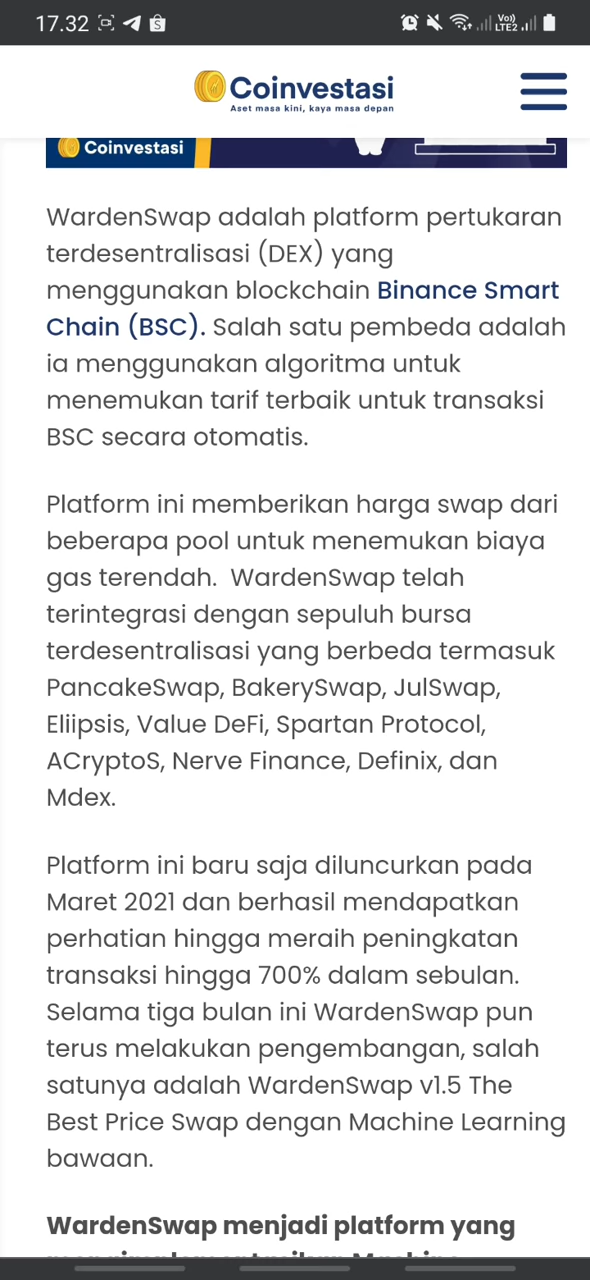 17.32
Vo))
LTE2
Coinvestasi
Aset masa kini, kaya masa depan
Coinvestasi
WardenSwap adalah platform pertukaran
terdesentralisasi (DEX) yang
menggunakan blockchain Binance Smart
Chain (BSC). Salah satu pembeda adalah
ia menggunakan algoritma untuk
menemukan tarif terbaik untuk transaksi
BSC secara otomatis.
Platform ini memberikan harga swap dari
beberapa pool untuk menemukan biaya
gas terendah.  WardenSwap telah
terintegrasi dengan sepuluh bursa
terdesentralisasi yang berbeda termasuk
PancakeSwap, BakerySwap, JulSwap,
Eliipsis, Value DeFi, Spartan Protocol,
ACryptoS, Nerve Finance, Definix, dan
Mdex.
Platform ini baru saja diluncurkan pada
Maret 2021 dan berhasil mendapatkan
perhatian hingga meraih peningkatan
transaksi hingga 700% dalam sebulan.
Selama tiga bulan ini WardenSwap pun
terus melakukan pengembangan, salah
satunya adalah WardenSwap v1.5 The
Best Price Swap dengan Machine Learning
bawaan.
WardenSwap menjadi platform yang